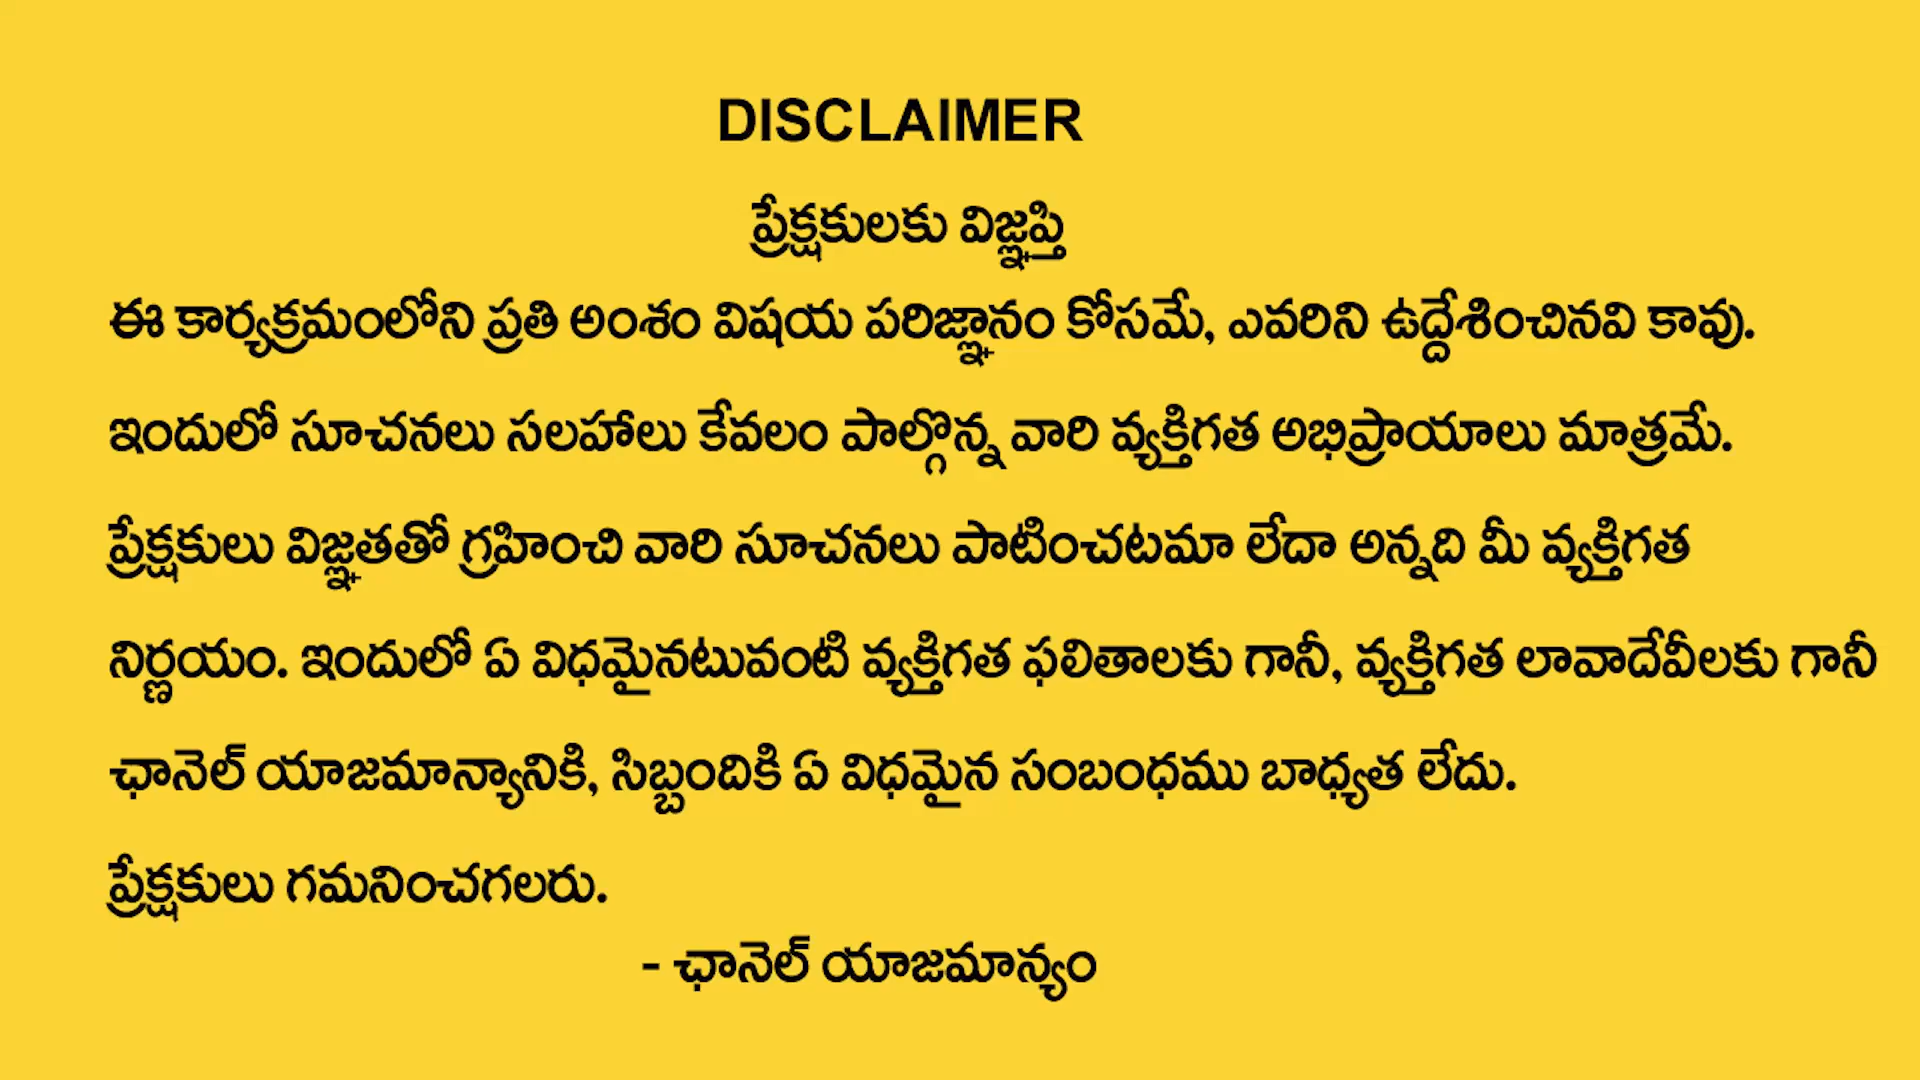 DISCLAIMER
ప్రేక్షకులకు విజ్ఞప్తి
ఈ కార్యక్రమంలోని ప్రతి అంశం విషయ పరిజ్ఞానం కోసమే, ఎవరిని ఉద్దేశించినవి కావు.
ఇందులో సూచనలు సలహాలు కేవలం పాల్గొన్న వారి వ్యక్తిగత అభిప్రాయాలు మాత్రమే.
ప్రేక్షకులు విజ్ఞతతో గ్రహించి వారి సూచనలు పాటించటమా లేదా అన్నది మీ వ్యక్తిగత
నిర్ణయం. ఇందులో ఏ విధమైనటువంటి వ్యక్తిగత ఫలితాలకు గానీ, వ్యక్తిగత లావాదేవీలకు గానీ
ఛానెల్ యాజమాన్యానికి, సిబ్బందికి ఏ విధమైన సంబంధము బాధ్యత లేదు.
ప్రేక్షకులు గమనించగలరు.
- ఛానెల్ యాజమాన్యం